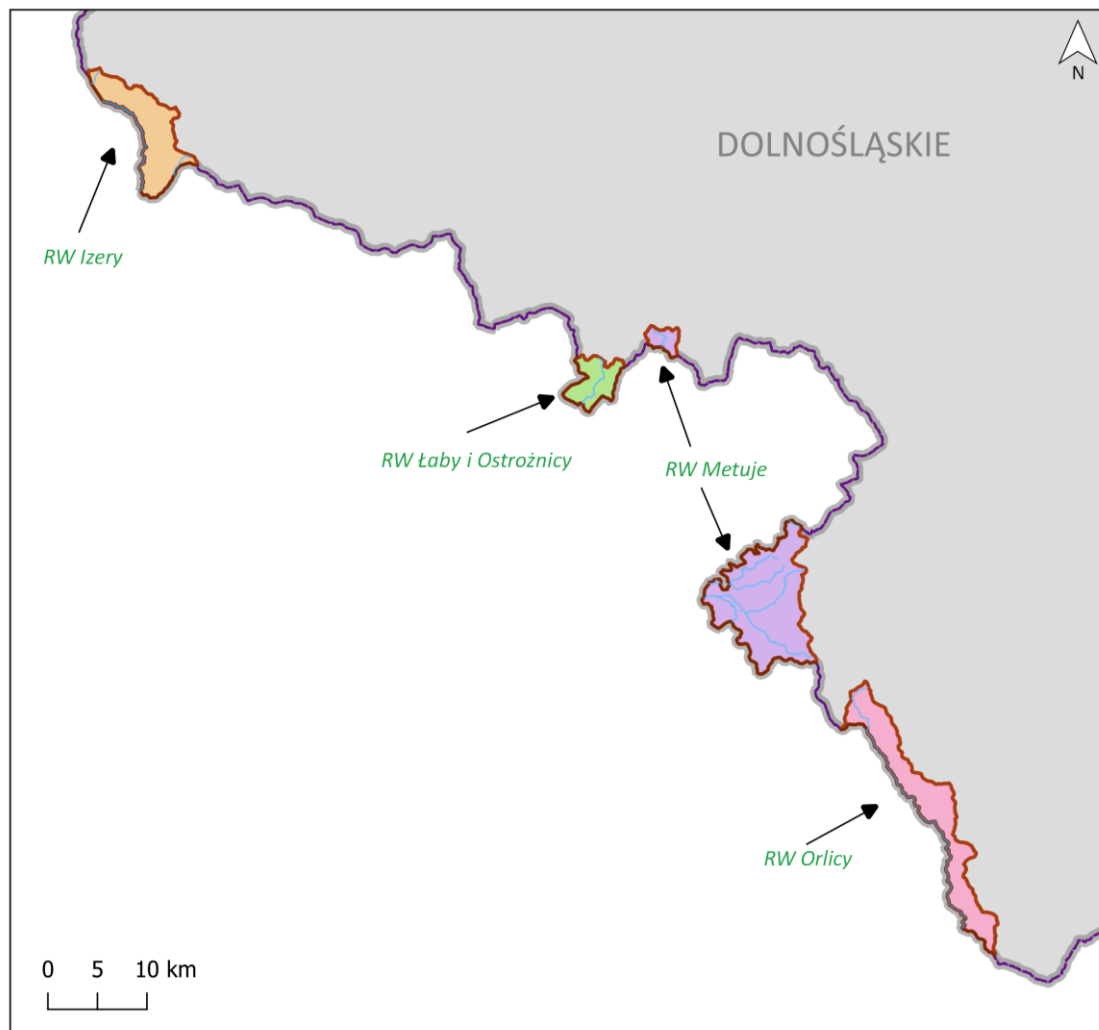 N
DOLNOŚLĄSKIE
RW Izery
RW Łaby i Ostrożnicy
RW Metuje
RW Orlicy
0 5 10 km